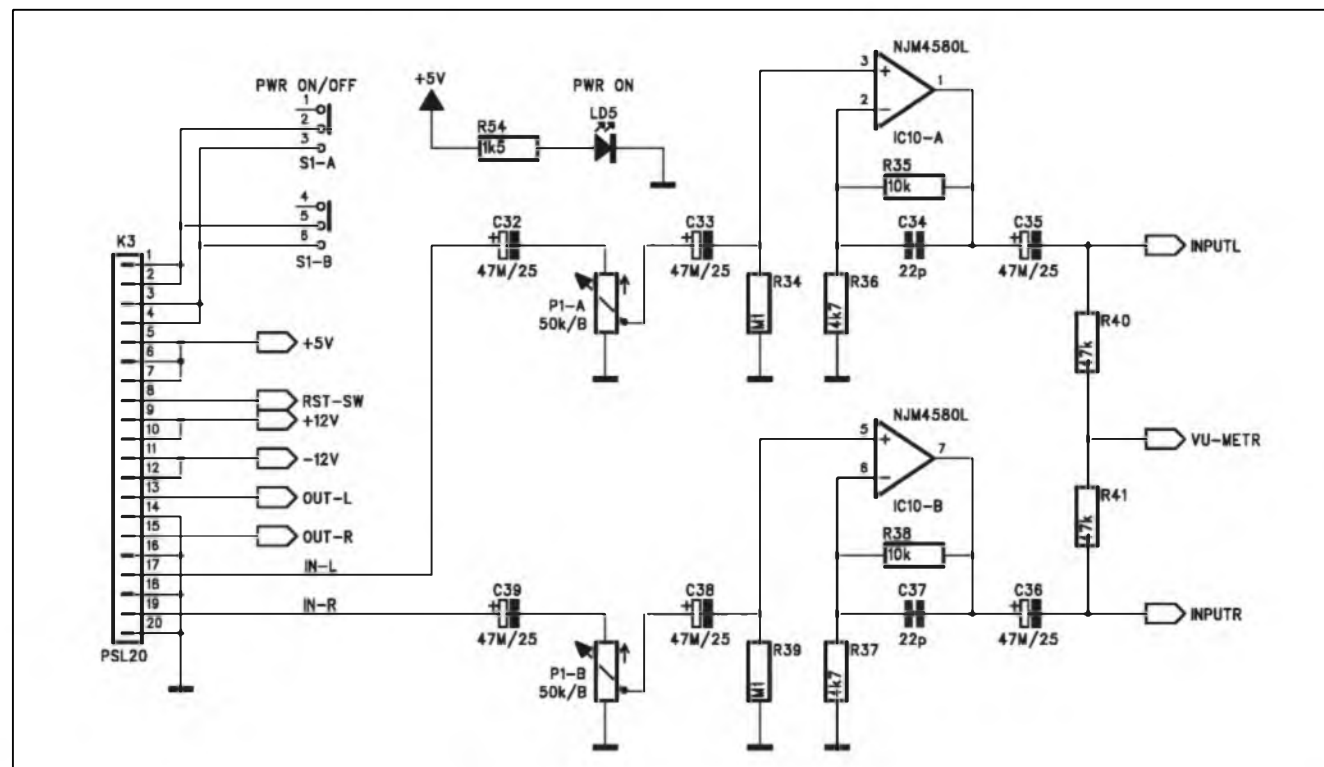 PWR ON/OFF
1
2
3
S1-A
4
5
6
S1-B
+5V
R54
1k5
PWR ON
LD5
NJM4580L
3
+
2
-
1
IC10-A
R35
10k
C32
+
47M/25
P1-A
50k/B
C33
+
47M/25
R34
M1
R36
4k7
C34
22p
C35
+
47M/25
INPUTL
R40
47k
VU-METR
R41
47k
K3
1
2
3
4
5
6
7
8
9
10
11
12
13
14
15
16
17
18
19
20
PSL20
+5V
RST-SW
+12V
-12V
OUT-L
OUT-R
IN-L
IN-R
NJM4580L
5
+
6
-
7
IC10-B
R38
10k
C39
+
47M/25
P1-B
50k/B
C38
+
47M/25
R39
M1
R37
4k7
C37
22p
C36
+
47M/25
INPUTR